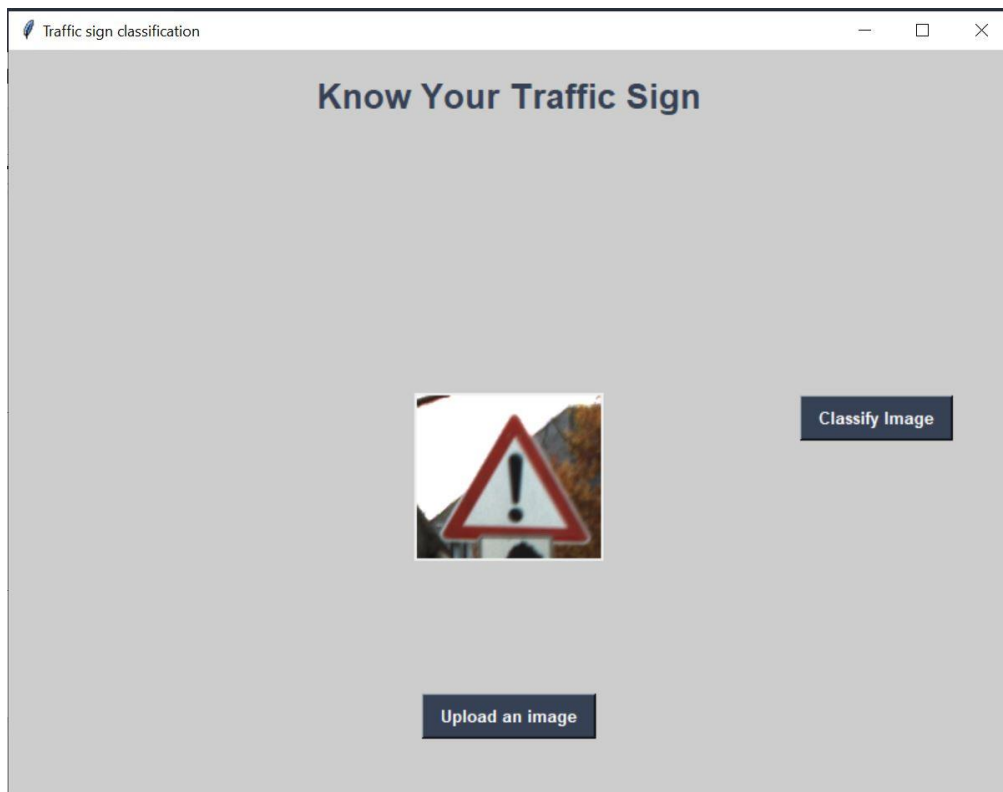 Traffic sign classification
Know Your Traffic Sign
!
Classify Image
Upload an image